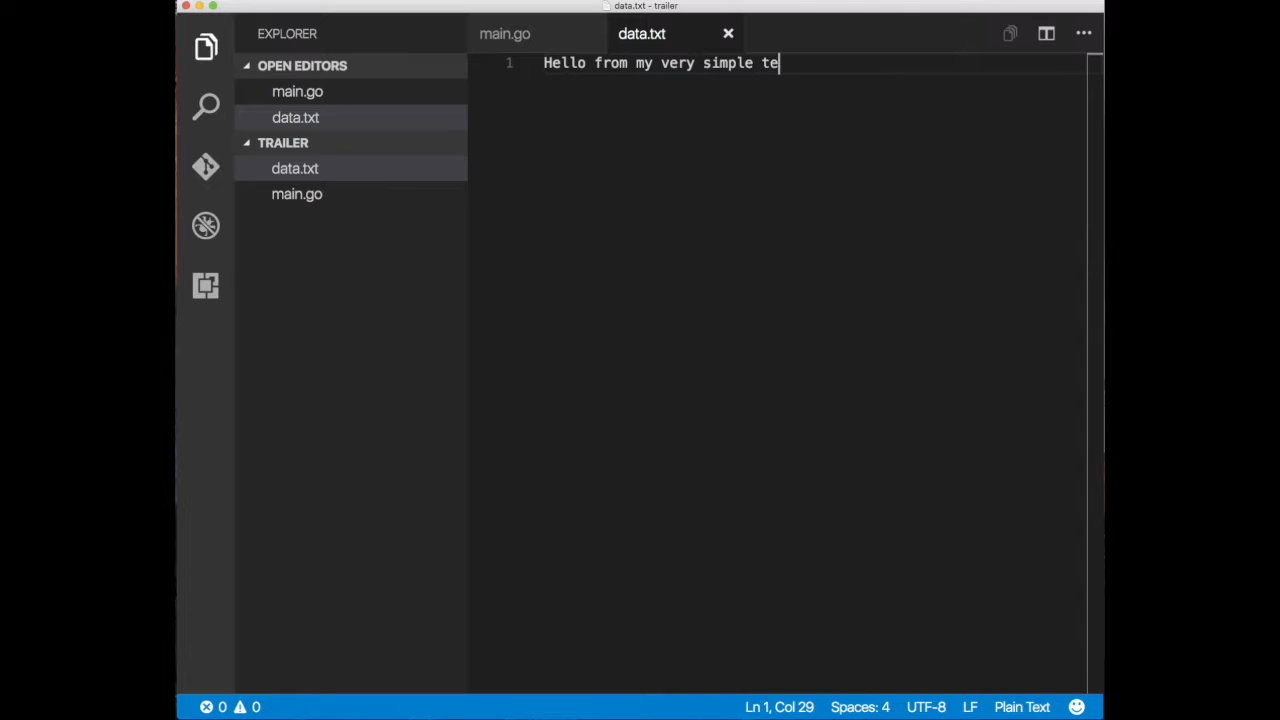 data.txt - trailer
EXPLORER
main.go
data.txt
OPEN EDITORS
main.go
data.txt
TRAILER
data.txt
main.go
1 Hello from my very simple te
0 0
Ln 1, Col 29 Spaces: 4 UTF-8 LF Plain Text